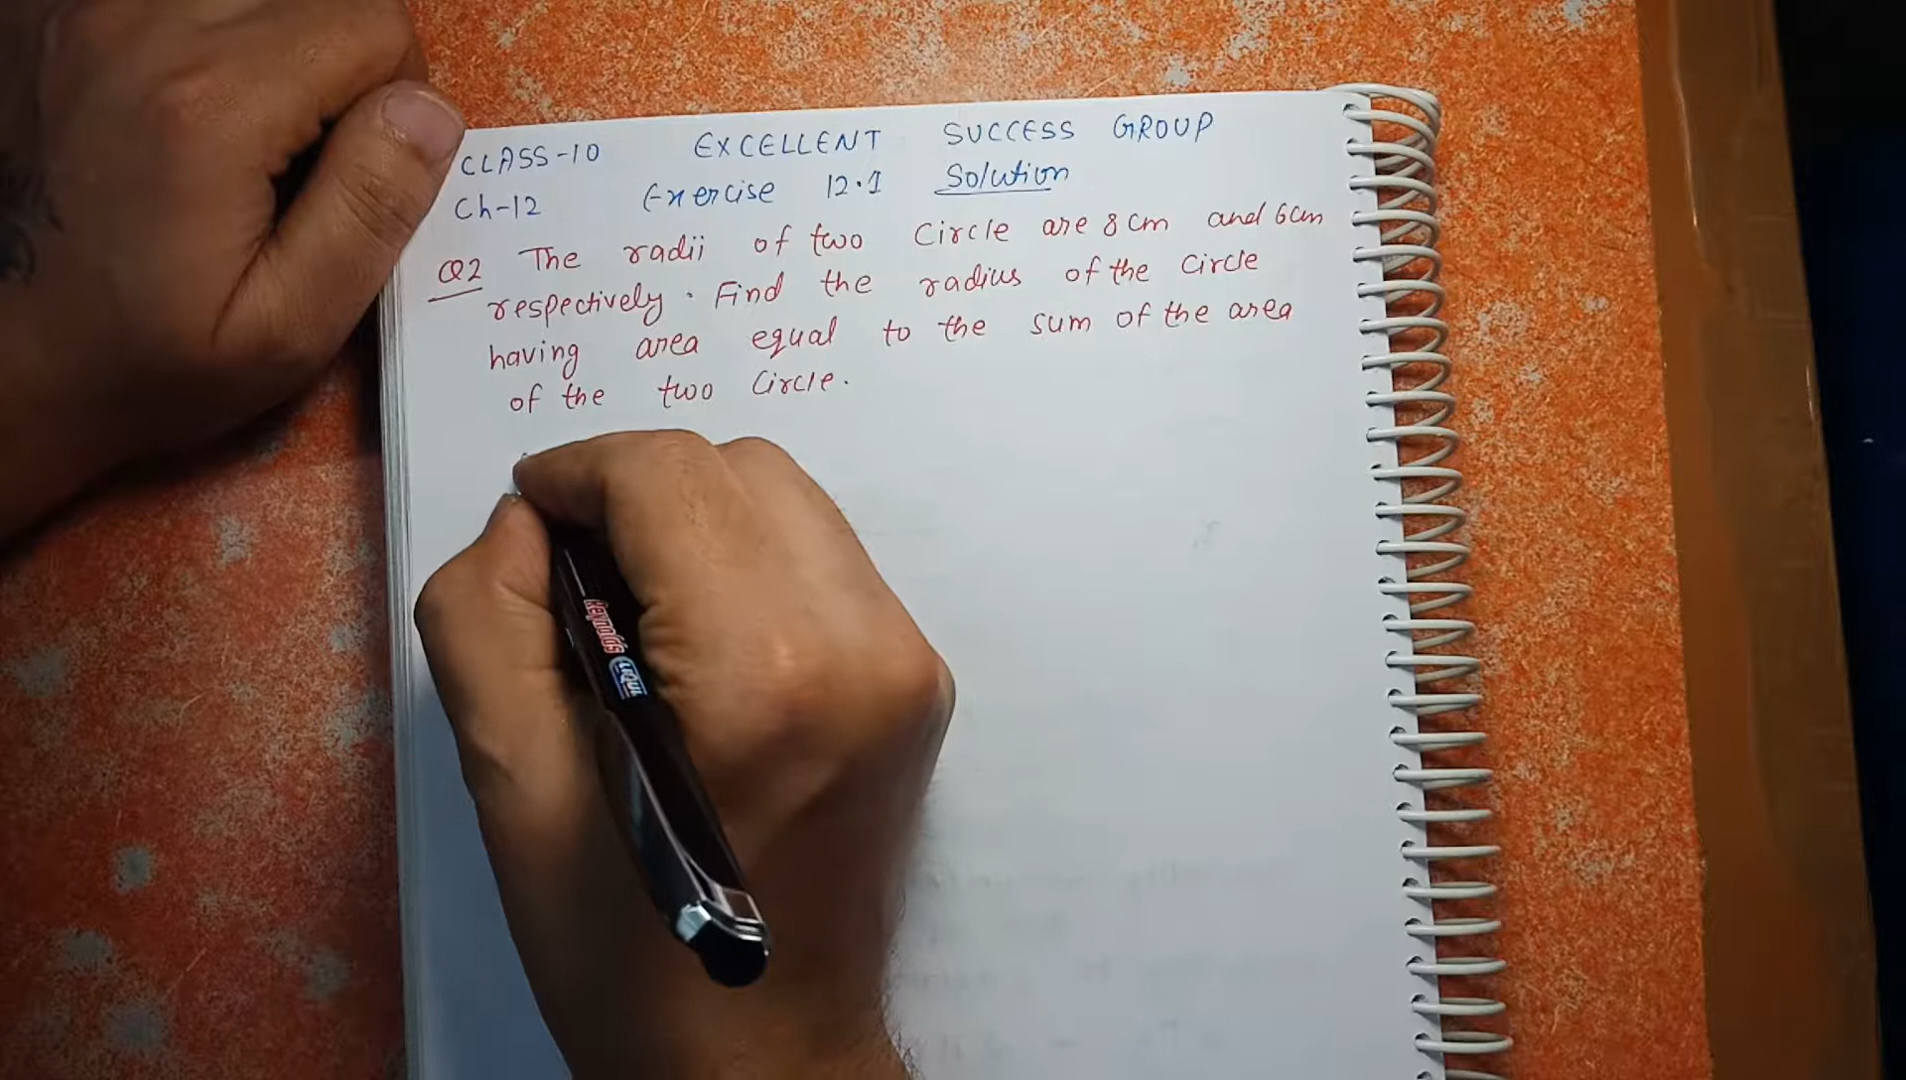 CLASS-10 EXCELLENT SUCCESS GROUP
Ch-12 Exercise 12.1 Solution
Q2 The radii of two Circle are 8 cm and 6 cm
respectively. Find the radius of the circle
having area equal to the sum of the area
of the two Circle.
Reynolds